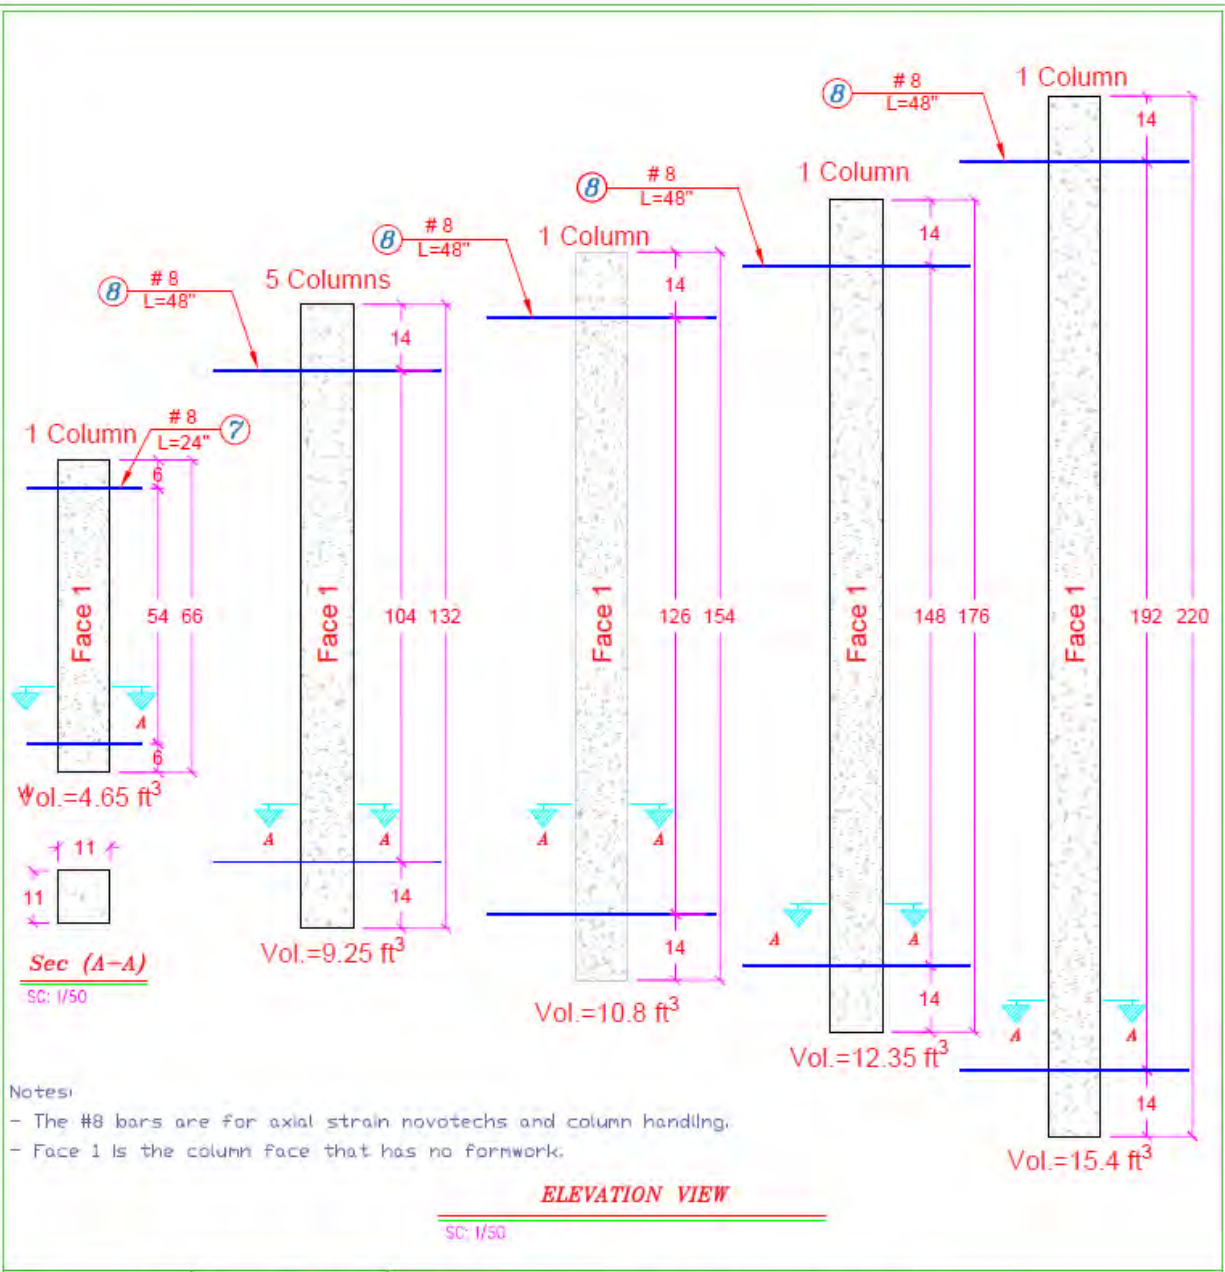 1 Column
8
# 8
L=48"
14
1 Column
8
# 8
L=48"
14
1 Column
8
# 8
L=48"
14
5 Columns
8
# 8
L=48"
14
1 Column
# 8
L=24"
7
6
Face 1
54
66
Face 1
104
132
Face 1
126
154
Face 1
148
176
Face 1
192
220
A
6
Vol.=4.65 ft³
A
A
14
Vol.=9.25 ft³
A
A
14
Vol.=10.8 ft³
A
A
14
Vol.=12.35 ft³
A
A
14
Vol.=15.4 ft³
11
11
Sec (A-A)
SC: 1/50
Notes:
- The #8 bars are for axial strain novotechs and column handling.
- Face 1 is the column face that has no formwork.
ELEVATION VIEW
SC: 1/50